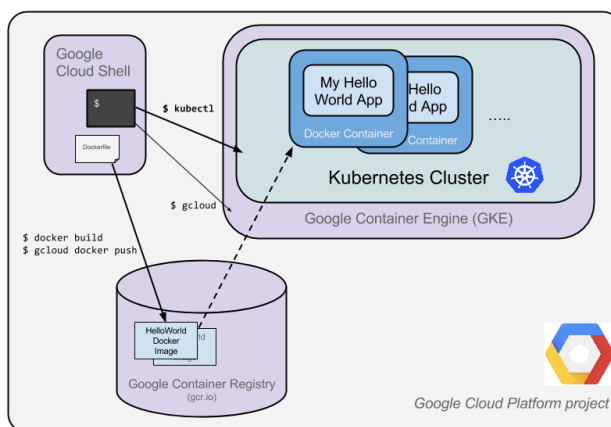 Google
Cloud Shell
$
Dockerfile
$ kubectl
$ gcloud
$ docker build
$ gcloud docker push
My Hello
World App
Docker Container
Hello
d App
Container
.....
Kubernetes Cluster
Google Container Engine (GKE)
HelloWorld
Docker
Image
Google Container Registry
(gcr.io)
Google Cloud Platform project